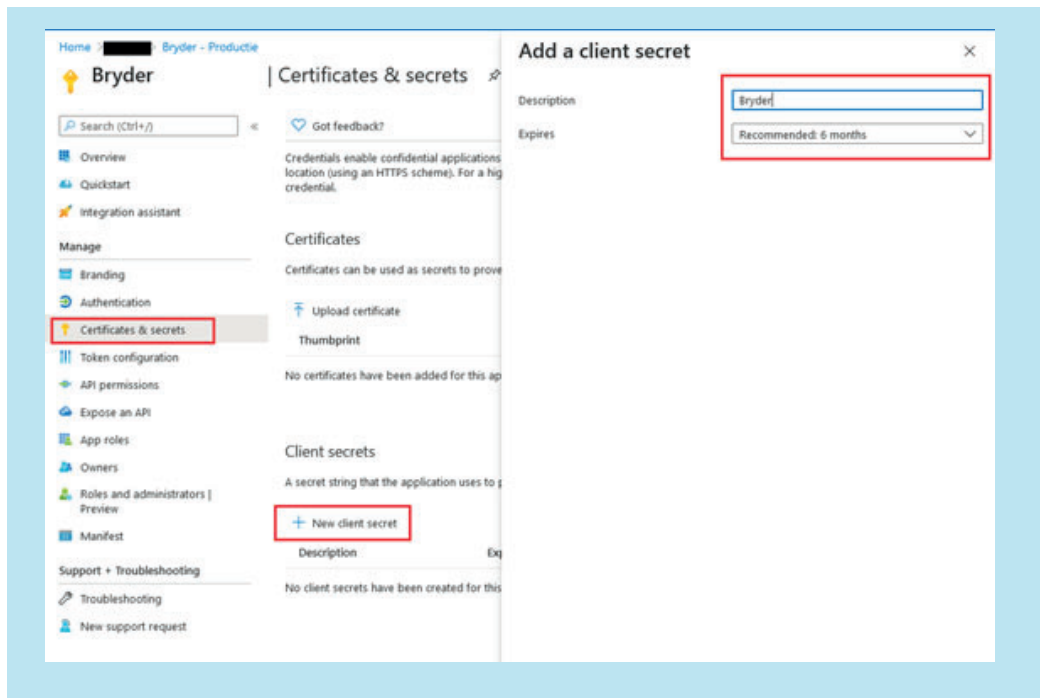 Home > Bryder - Productie
Bryder | Certificates & secrets
Search (Ctrl+/) «
Overview
Quickstart
Integration assistant
Manage
Branding
Authentication
Certificates & secrets
Token configuration
API permissions
Expose an API
App roles
Owners
Roles and administrators |
Preview
Manifest
Support + Troubleshooting
Troubleshooting
New support request
Got feedback?
Credentials enable confidential applications
location (using an HTTPS scheme). For a hig
credential.
Certificates
Certificates can be used as secrets to prove
Upload certificate
Thumbprint
No certificates have been added for this ap
Client secrets
A secret string that the application uses to p
+ New client secret
Description Exp
No client secrets have been created for this
Add a client secret ×
Description Bryder
Expires Recommended: 6 months